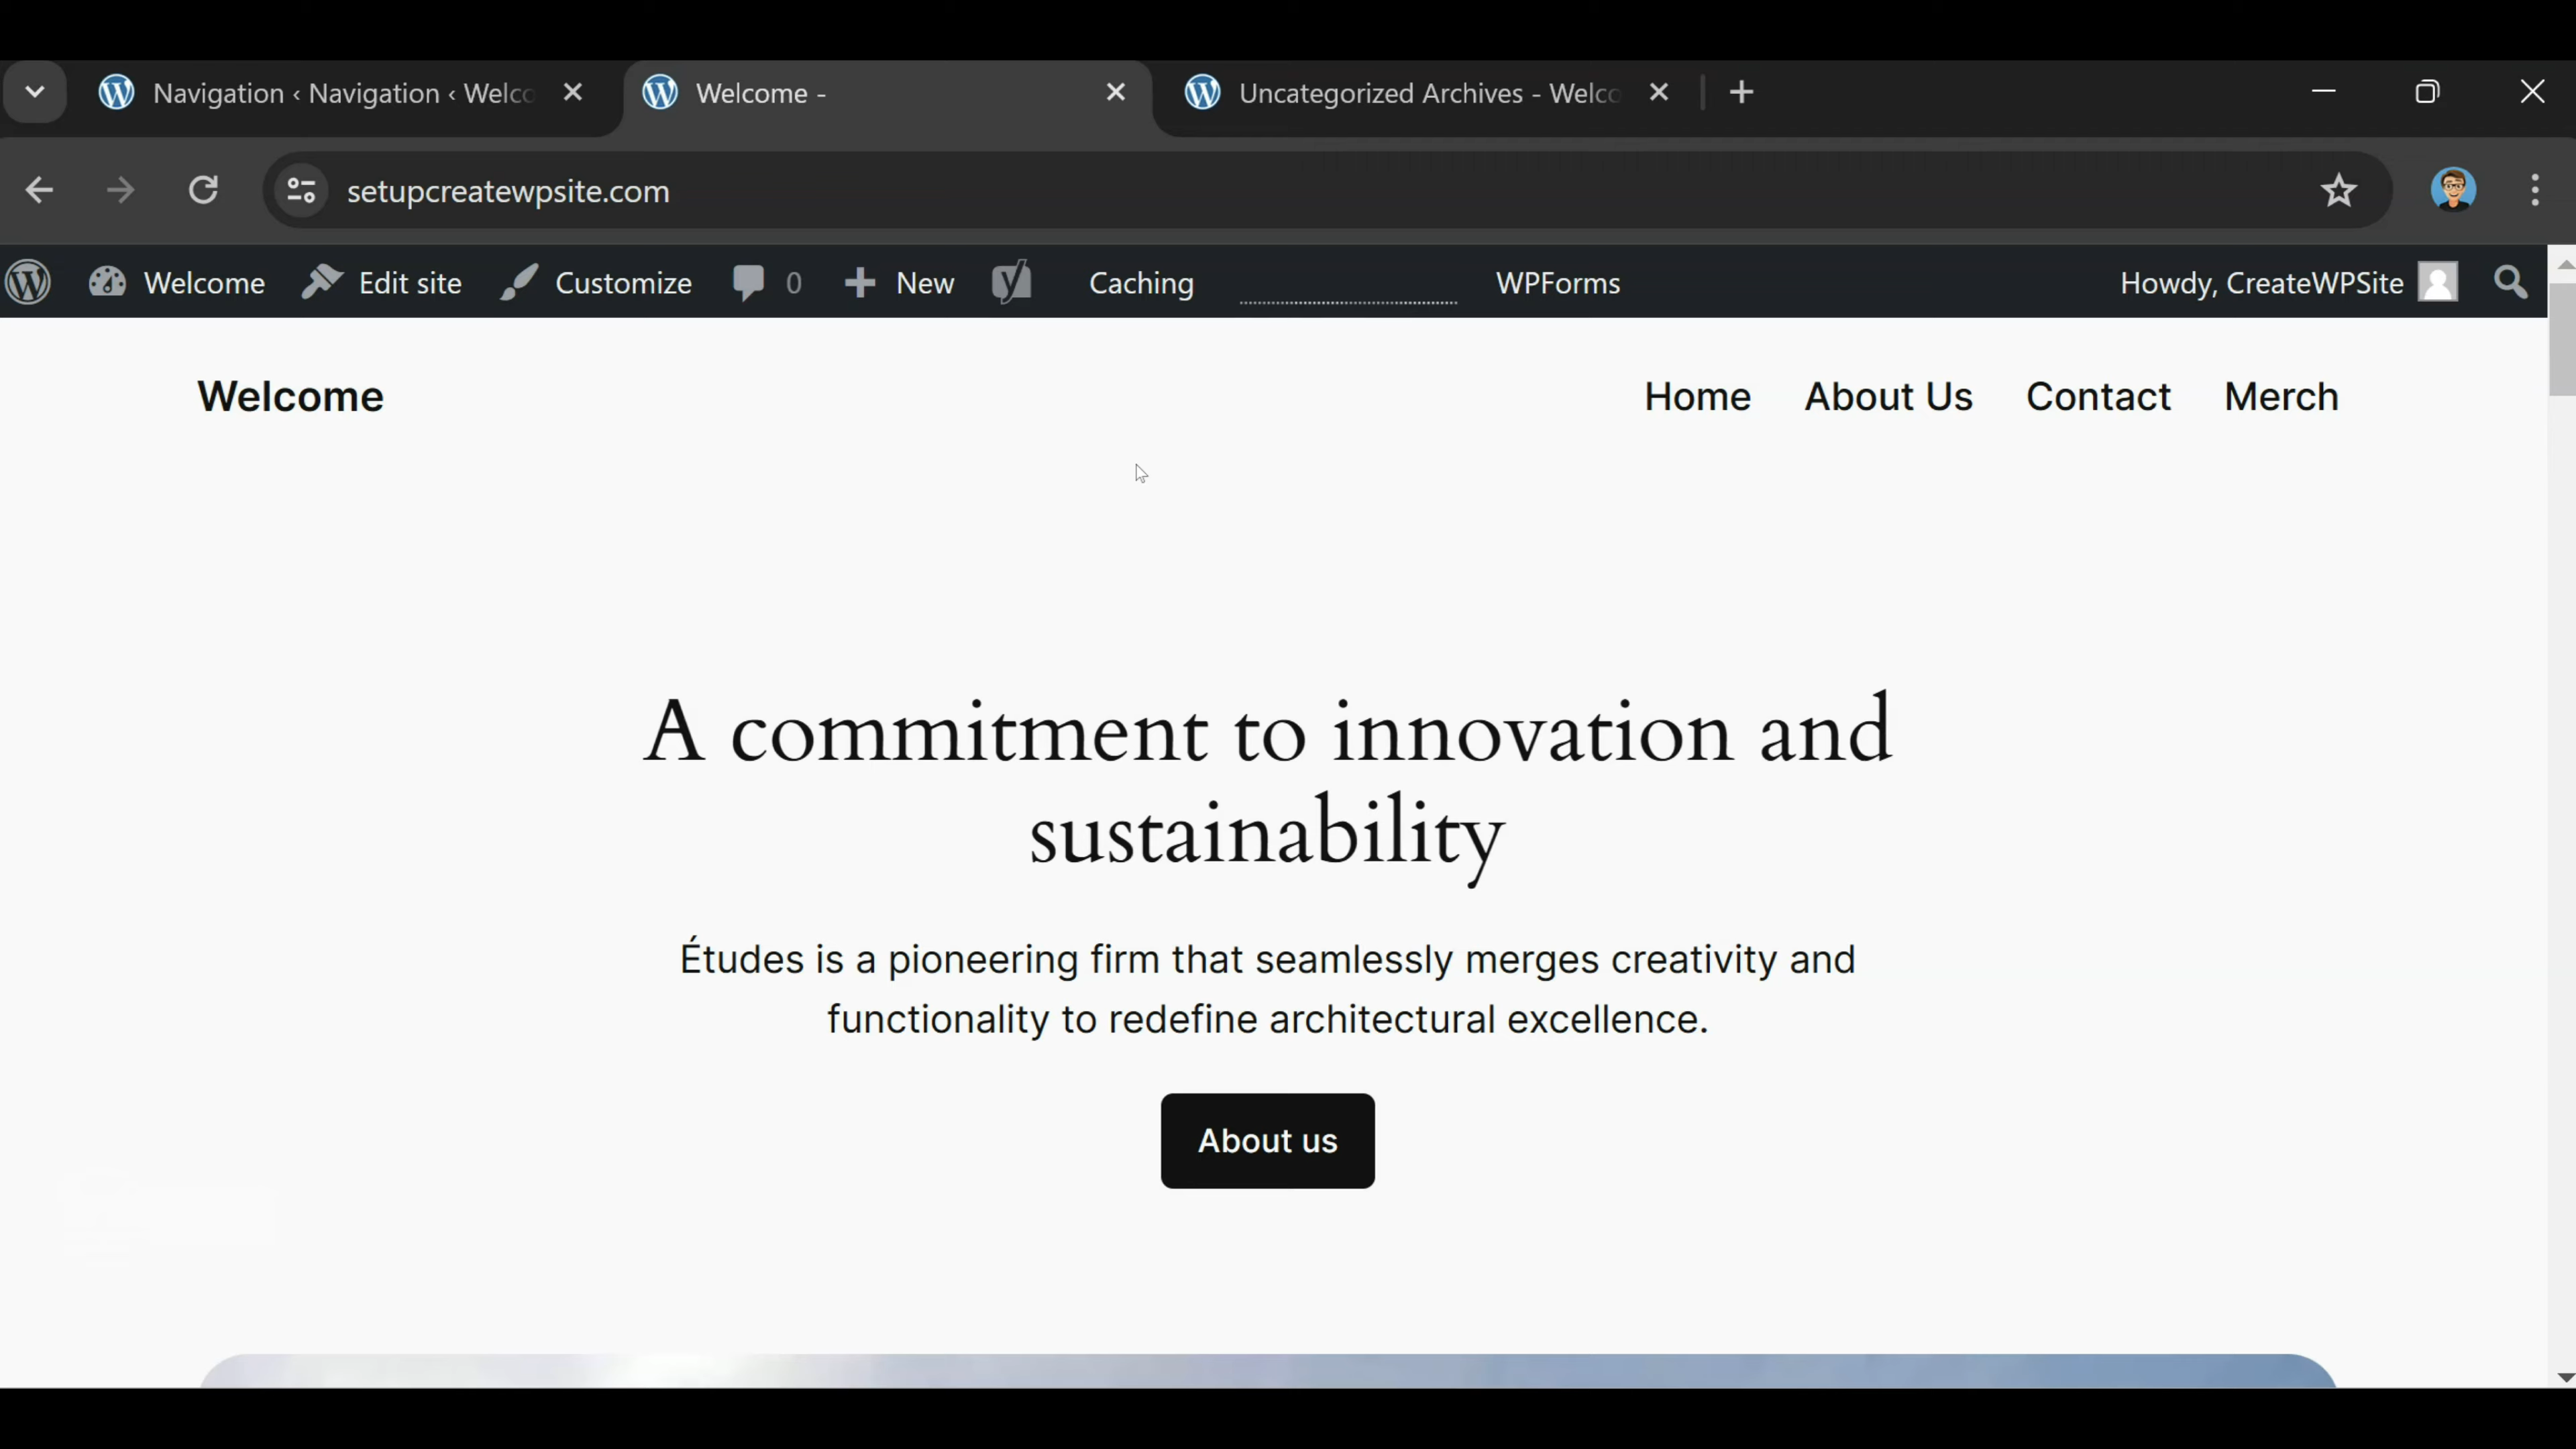 Navigation ‹ Navigation ‹ Welco
Welcome -
Uncategorized Archives - Welco
setupcreatewpsite.com
Welcome
Edit site
Customize
0
New
Caching
WPForms
Howdy, CreateWPSite
Welcome
Home
About Us
Contact
Merch
A commitment to innovation and
sustainability
Études is a pioneering firm that seamlessly merges creativity and
functionality to redefine architectural excellence.
About us